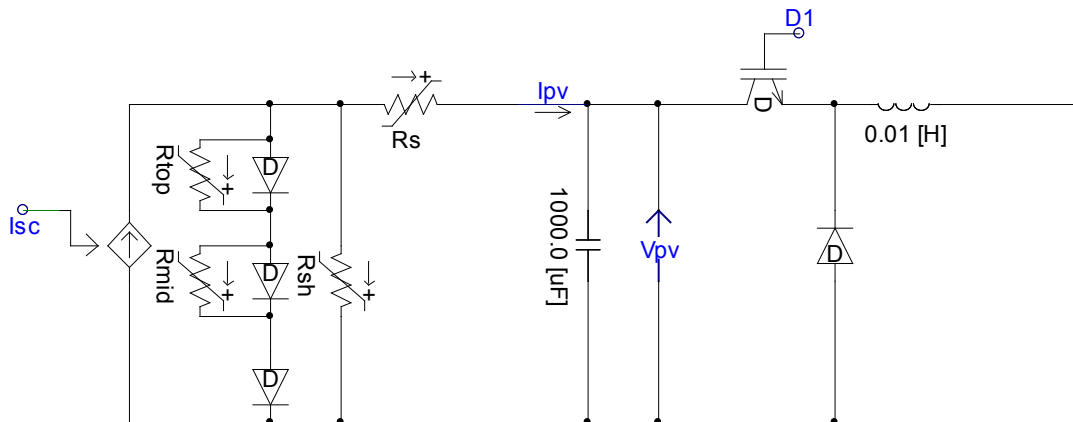 D1
Ipv
+
Rs
0.01 [H]
Rtop
D
+
Isc
Rmid
D
+
Rsh
+
1000.0 [uF]
Vpv
D
D
D